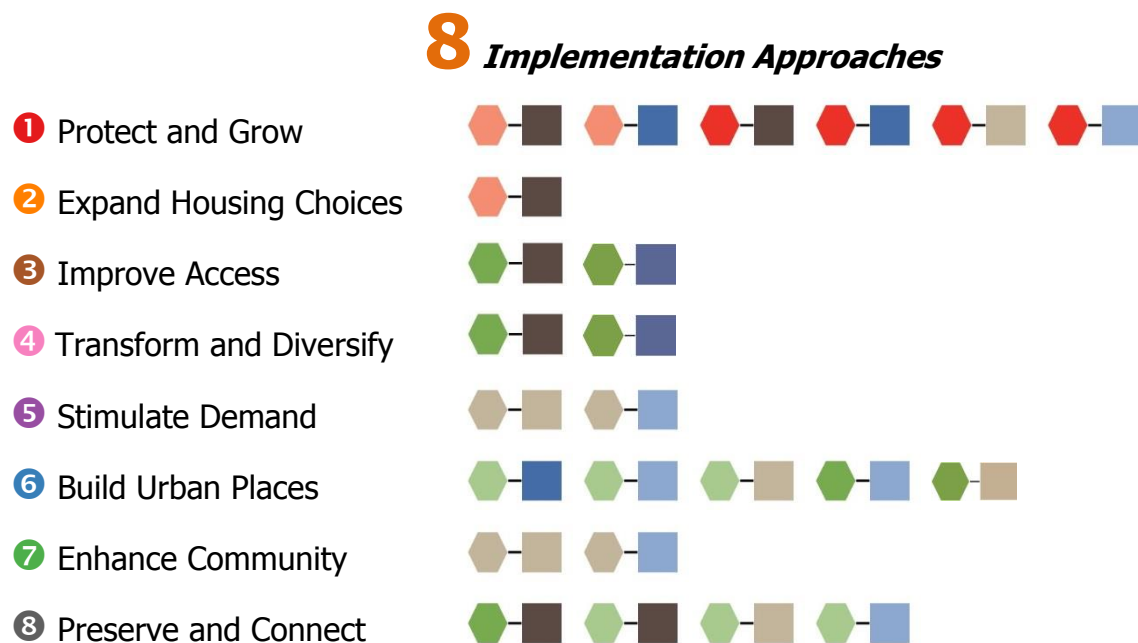 8 Implementation Approaches
1 Protect and Grow
2 Expand Housing Choices
3 Improve Access
4 Transform and Diversify
5 Stimulate Demand
6 Build Urban Places
7 Enhance Community
8 Preserve and Connect